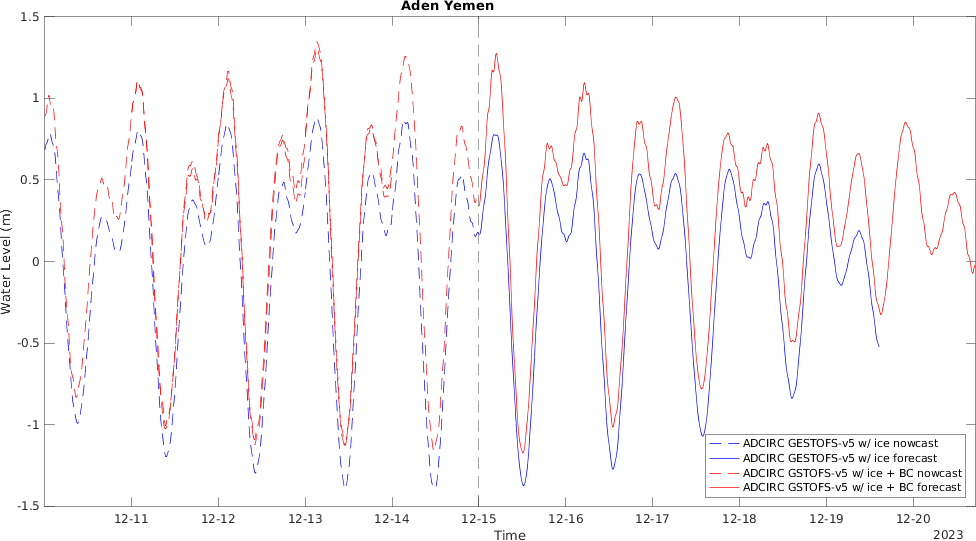 Aden Yemen
1.5
1
0.5
0
-0.5
-1
-1.5
Water Level (m)
12-11
12-12
12-13
12-14
12-15
12-16
12-17
12-18
12-19
12-20
Time
2023
ADCIRC GESTOFS-v5 w/ ice nowcast
ADCIRC GESTOFS-v5 w/ ice forecast
ADCIRC GSTOFS-v5 w/ ice + BC nowcast
ADCIRC GSTOFS-v5 w/ ice + BC forecast